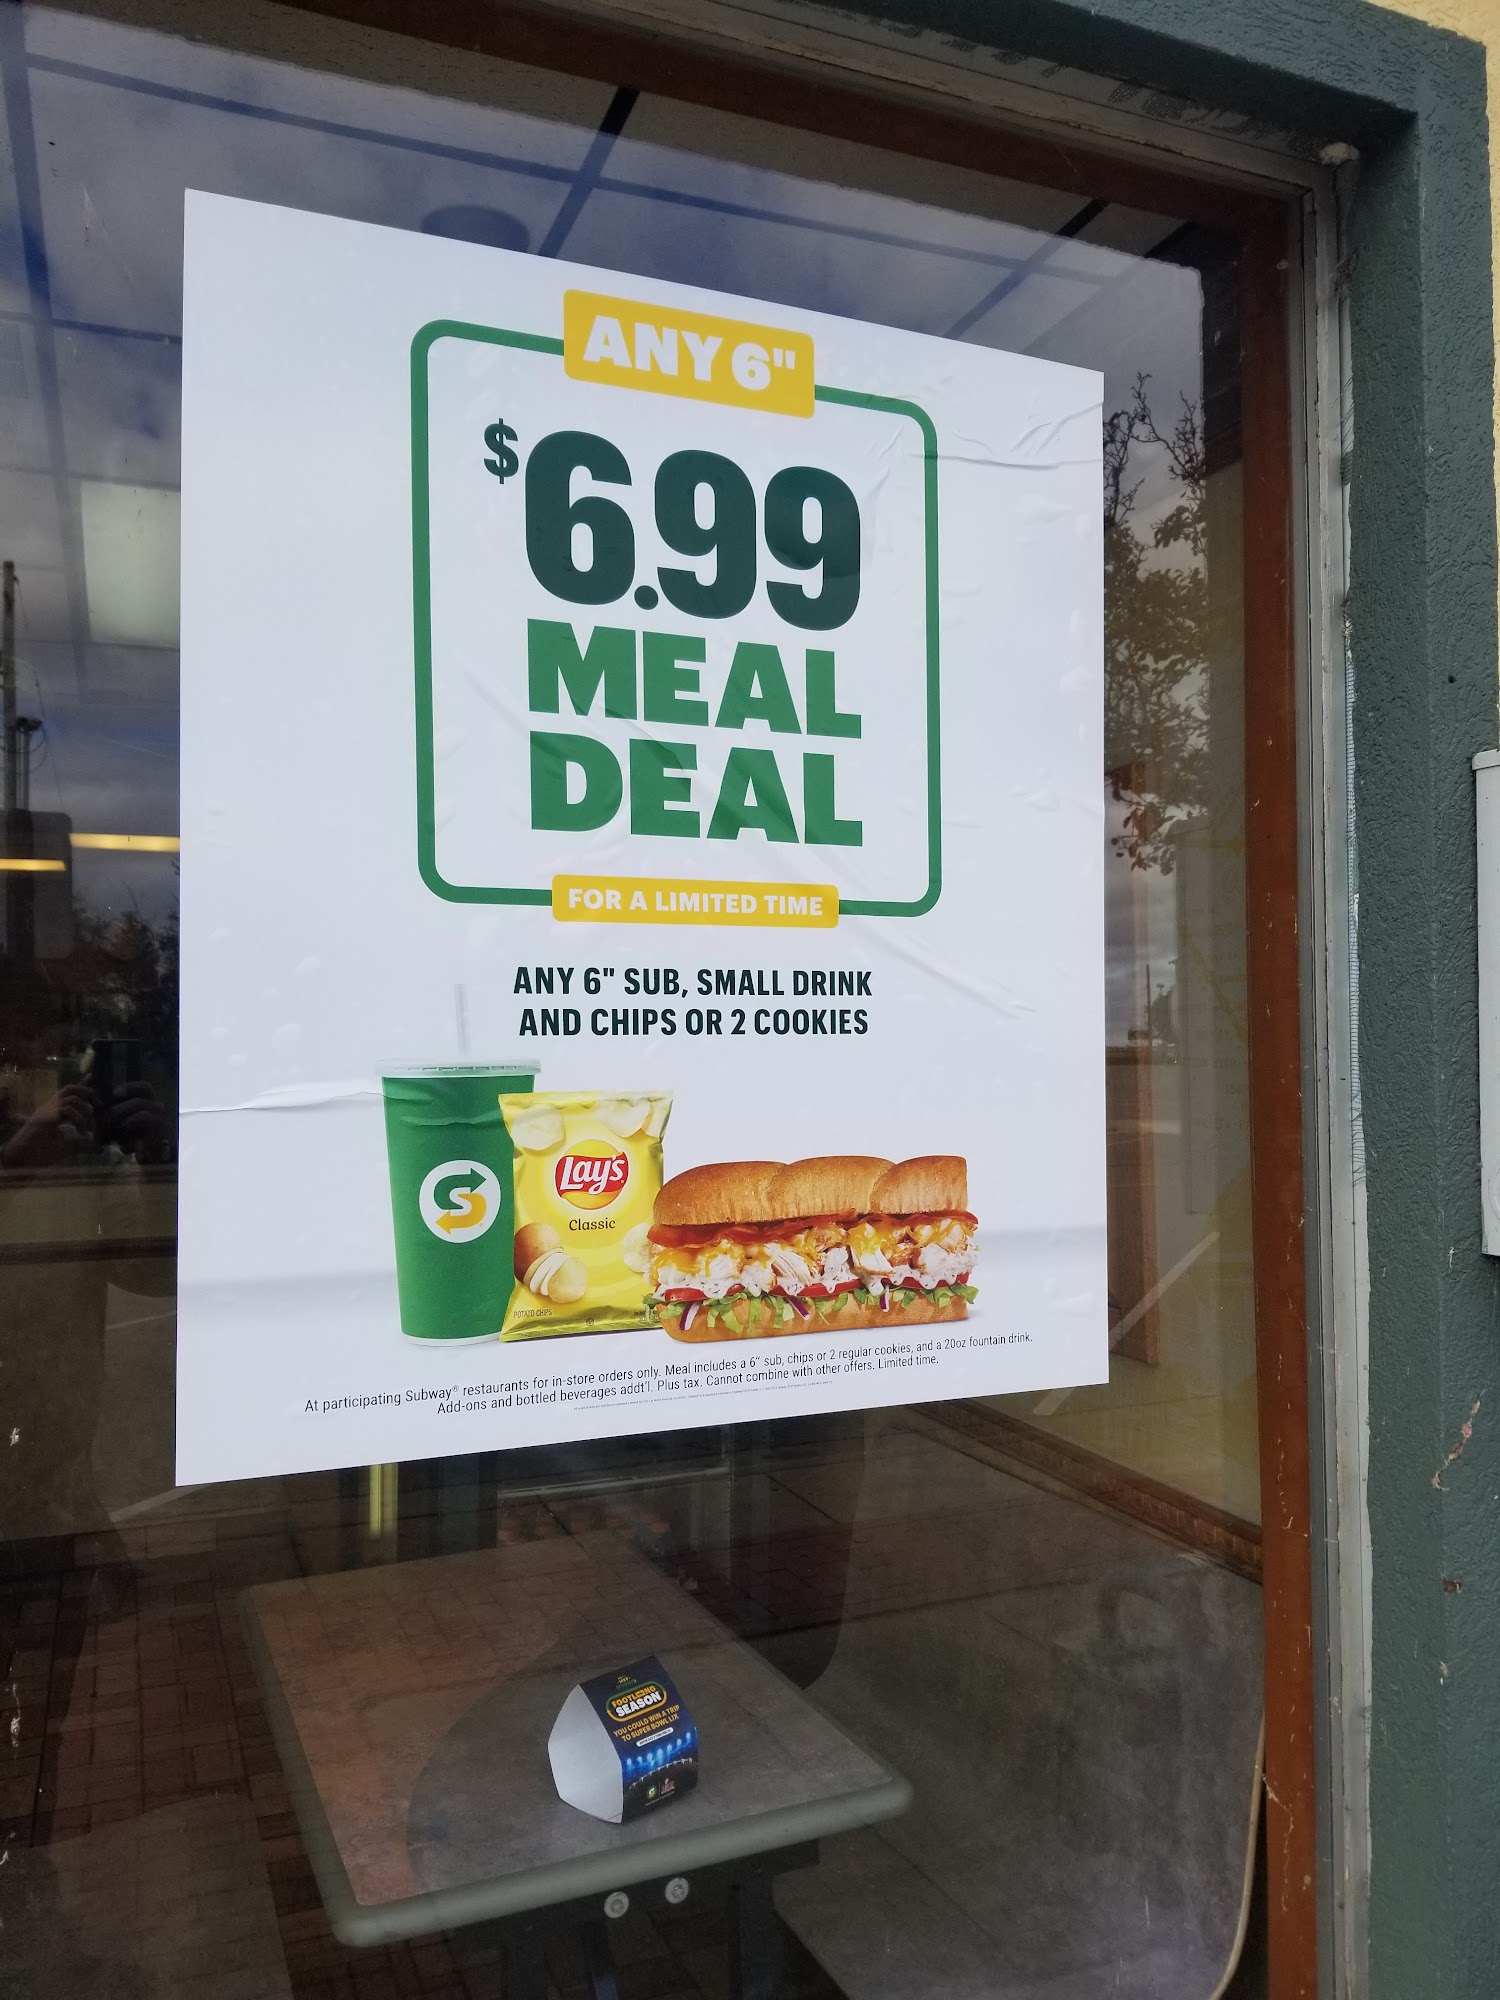 ANY 6"
$6.99
MEAL
DEAL
FOR A LIMITED TIME
ANY 6" SUB, SMALL DRINK
AND CHIPS OR 2 COOKIES
Lay's
Classic
POTATO CHIPS
At participating Subway® restaurants for in-store orders only. Meal includes a 6" sub, chips or 2 regular cookies, and a 20oz fountain drink.
Add-ons and bottled beverages addt'l. Plus tax. Cannot combine with other offers. Limited time.
FOOTLONG
SEASON
YOU COULD WIN A TRIP
TO SUPER BOWL LIX